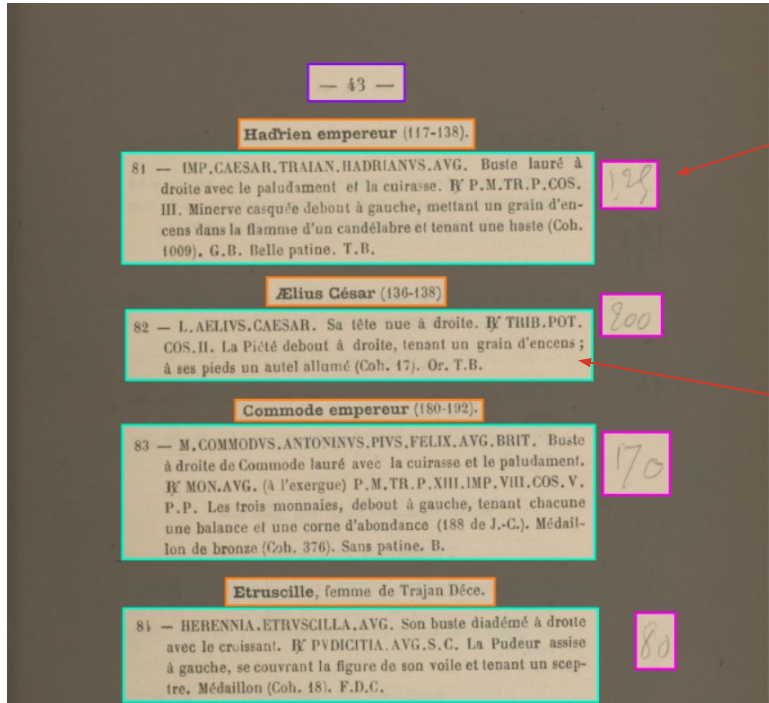 — 43 —
Hadrien empereur (117-138).
81 — IMP.CAESAR.TRAIAN.HADRIANVS.AVG. Buste lauré à
droite avec le paludament et la cuirasse. ℟ P.M.TR.P.COS.
III. Minerve casquée debout à gauche, mettant un grain d'en-
cens dans la flamme d'un candélabre et tenant une haste (Coh.
1009). G.B. Belle patine. T.B.
125
Ælius César (136-138)
82 — L.AELIVS.CAESAR. Sa tête nue à droite. ℟ TRIB.POT.
COS.II. La Piété debout à droite, tenant un grain d'encens ;
à ses pieds un autel allumé (Coh. 17). Or. T.B.
200
Commode empereur (180-192).
83 — M.COMMODVS.ANTONINVS.PIVS.FELIX.AVG.BRIT. Buste
à droite de Commode lauré avec la cuirasse et le paludament.
℟ MON.AVG. (à l'exergue) P.M.TR.P.XIII.IMP.VIII.COS.V.
P.P. Les trois monnaies, debout à gauche, tenant chacune
une balance et une corne d'abondance (188 de J.-C.). Médail-
lon de bronze (Coh. 376). Sans patine. B.
170
Etruscille, femme de Trajan Déce.
84 — HERENNIA.ETRVSCILLA.AVG. Son buste diadémé à droite
avec le croissant. ℟ PVDICITIA.AVG.S.C. La Pudeur assise
à gauche, se couvrant la figure de son voile et tenant un scep-
tre. Médaillon (Coh. 18). F.D.C.
80